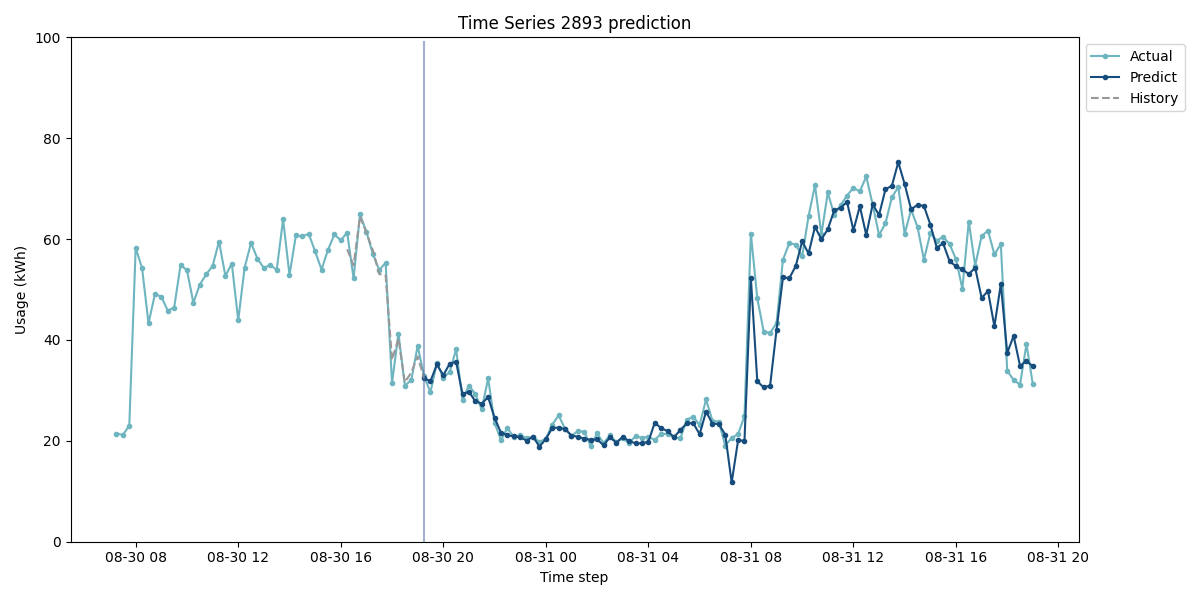 Time Series 2893 prediction
100
80
60
40
20
0
Usage (kWh)
08-30 08
08-30 12
08-30 16
08-30 20
08-31 00
08-31 04
08-31 08
08-31 12
08-31 16
08-31 20
Time step
Actual
Predict
History